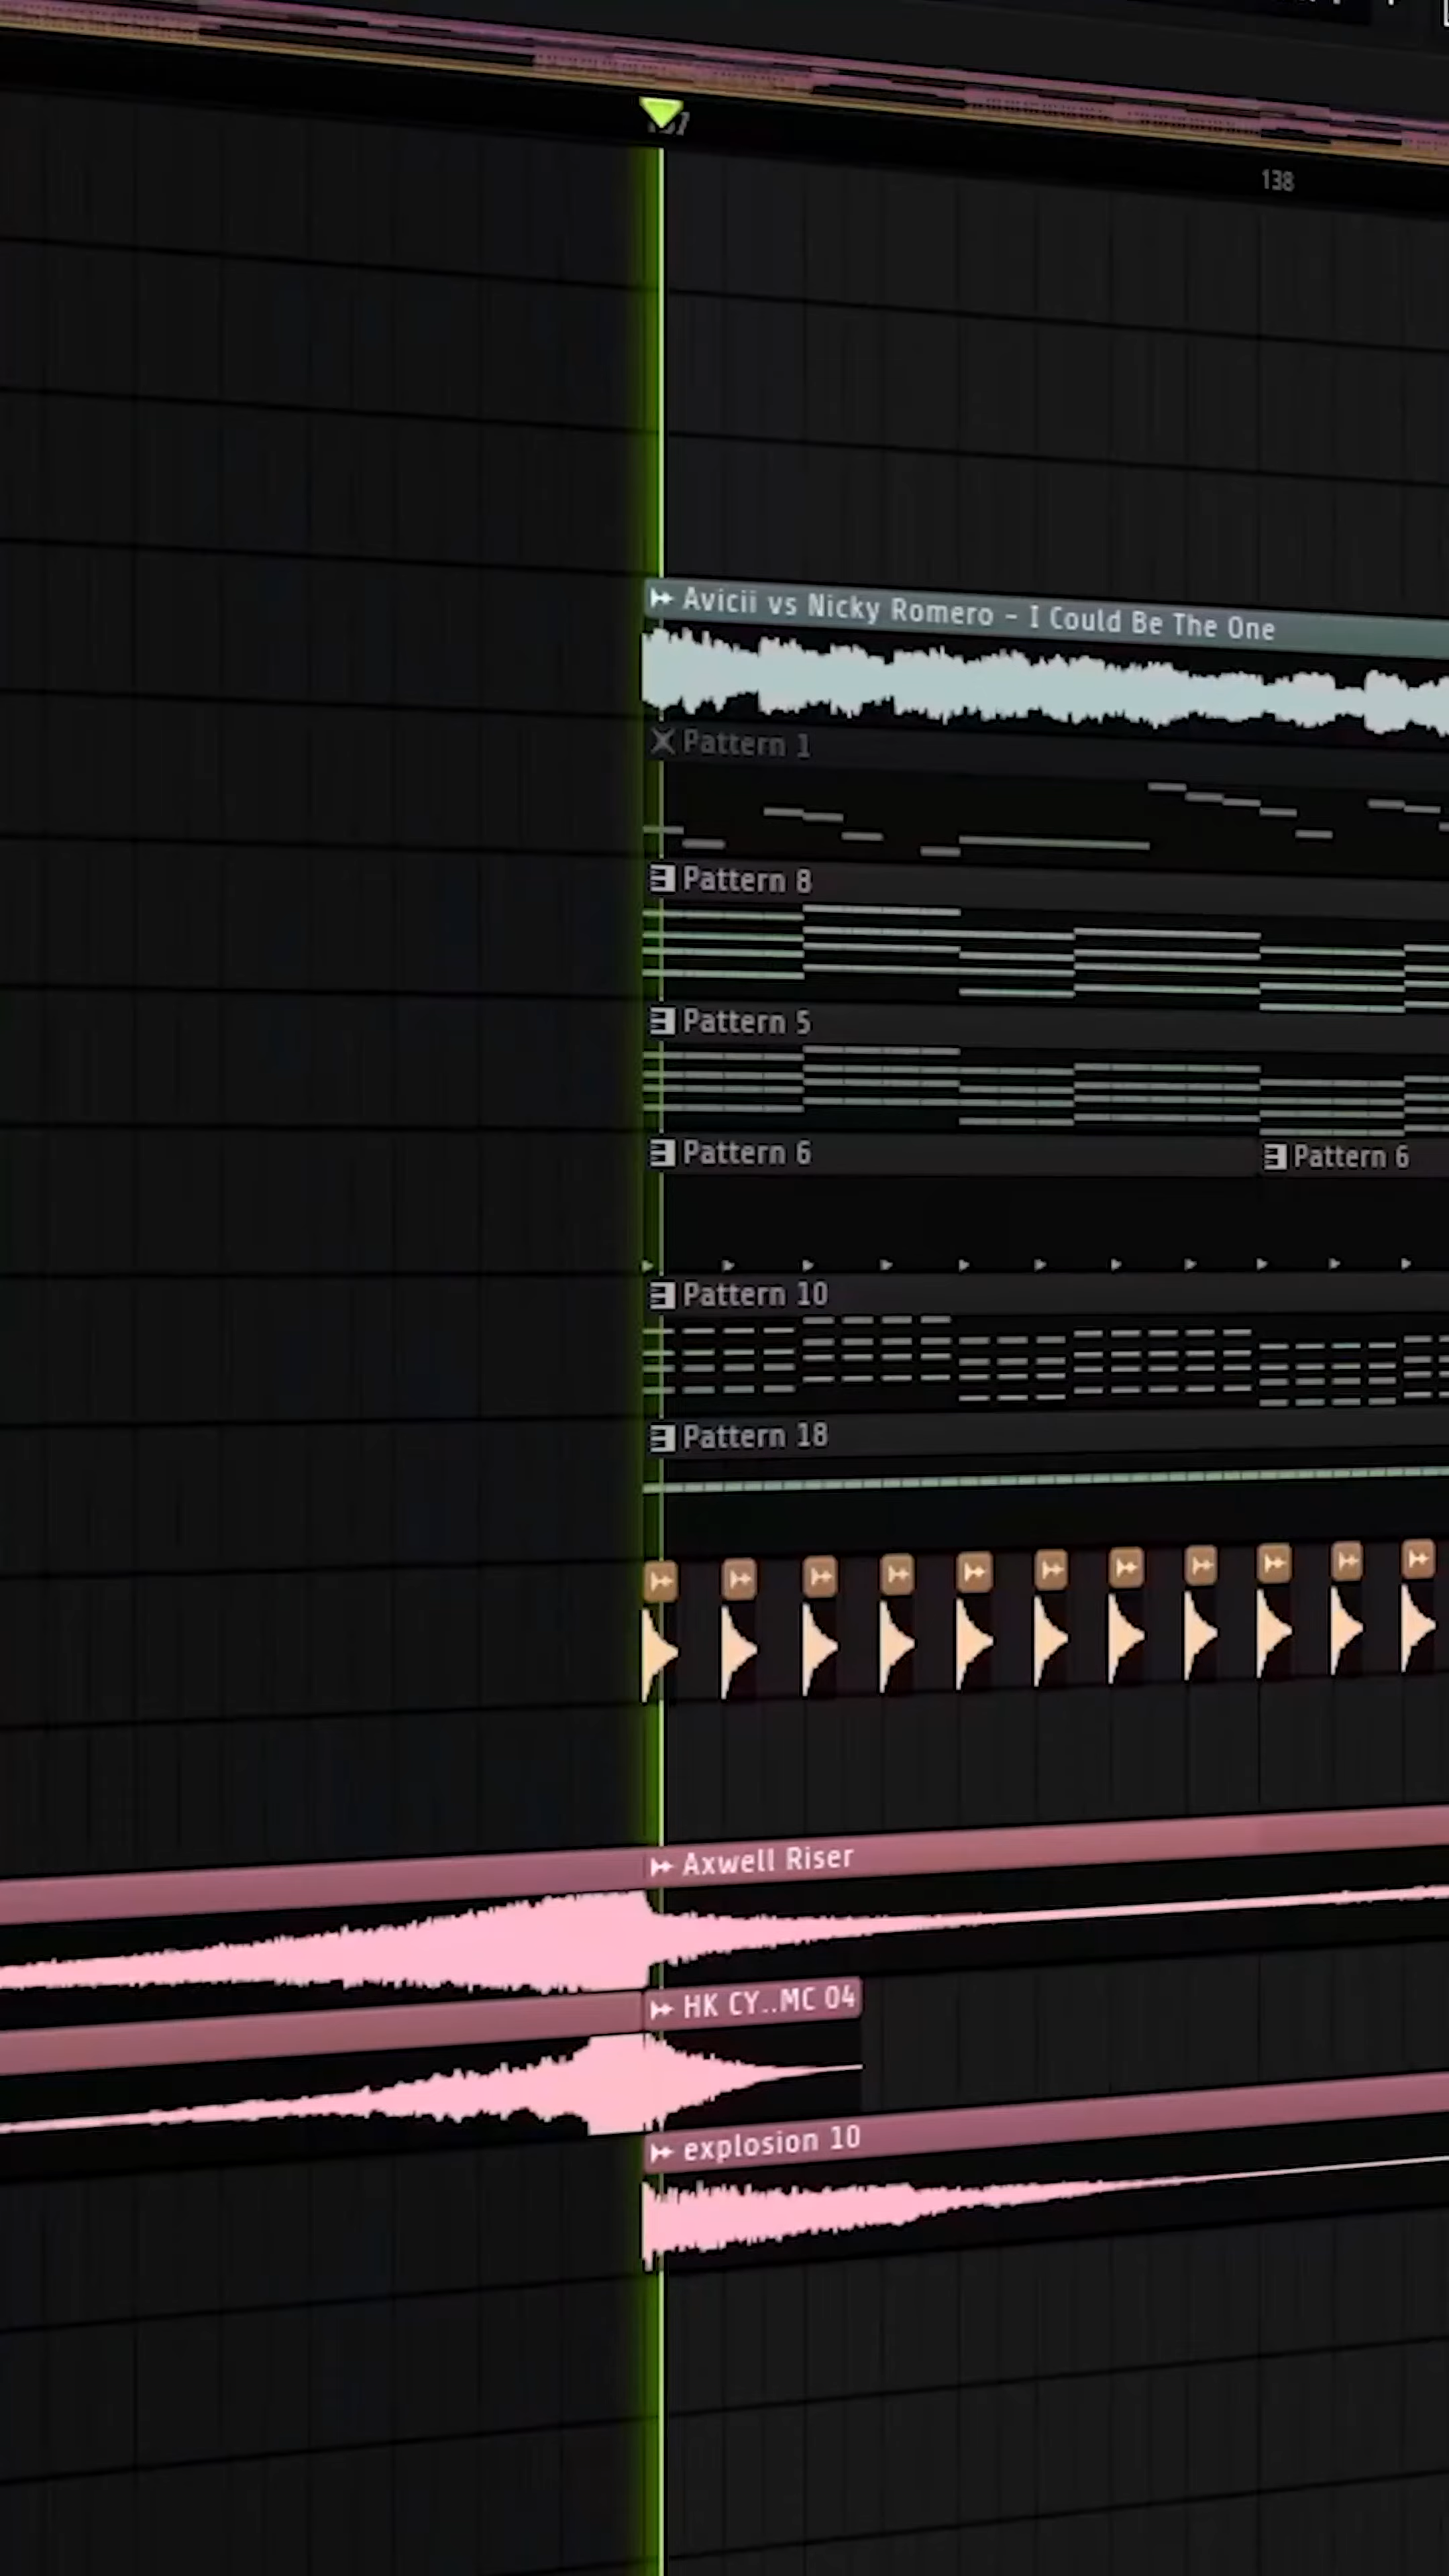 138
Avicii vs Nicky Romero - I Could Be The One
Pattern 1
Pattern 8
Pattern 5
Pattern 6
Pattern 6
Pattern 10
Pattern 18
Axwell Riser
HK CY..MC 04
explosion 10